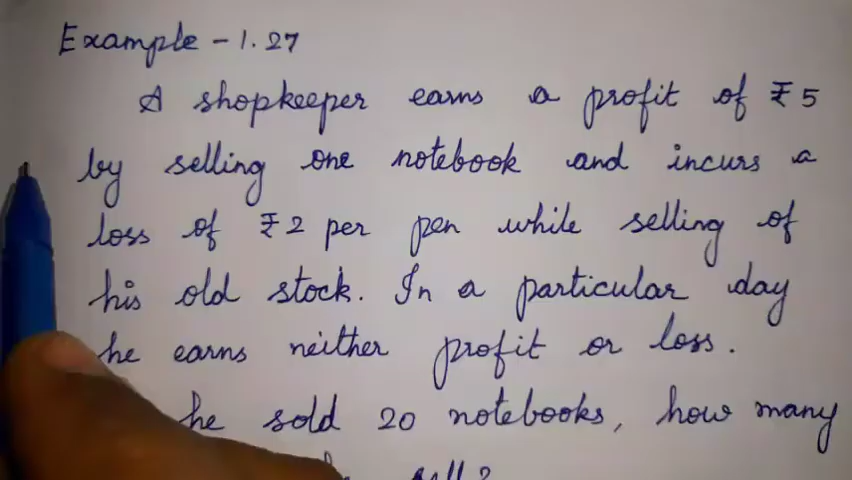 Example - 1.27
A shopkeeper earns a profit of ₹5
by selling one notebook and incurs a
loss of ₹2 per pen while selling of
his old stock. In a particular day
he earns neither profit or loss.
he sold 20 notebooks, how many
sell?